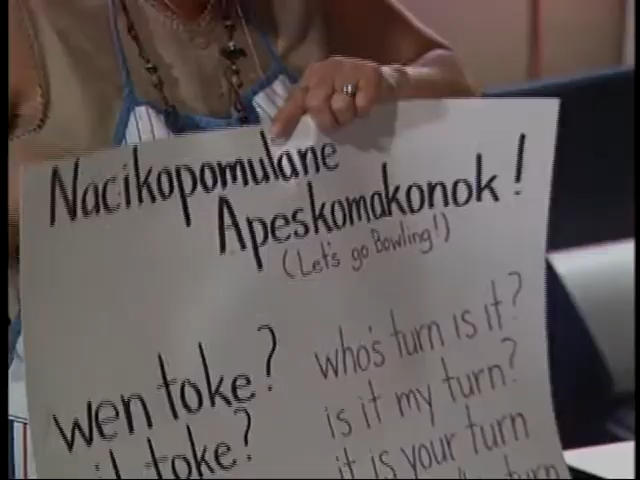 Nacikopomulane
Apeskomakonok!
(Let's go Bowling!)
wen toke? who's turn is it?
toke? is it my turn?
it is your turn
turn